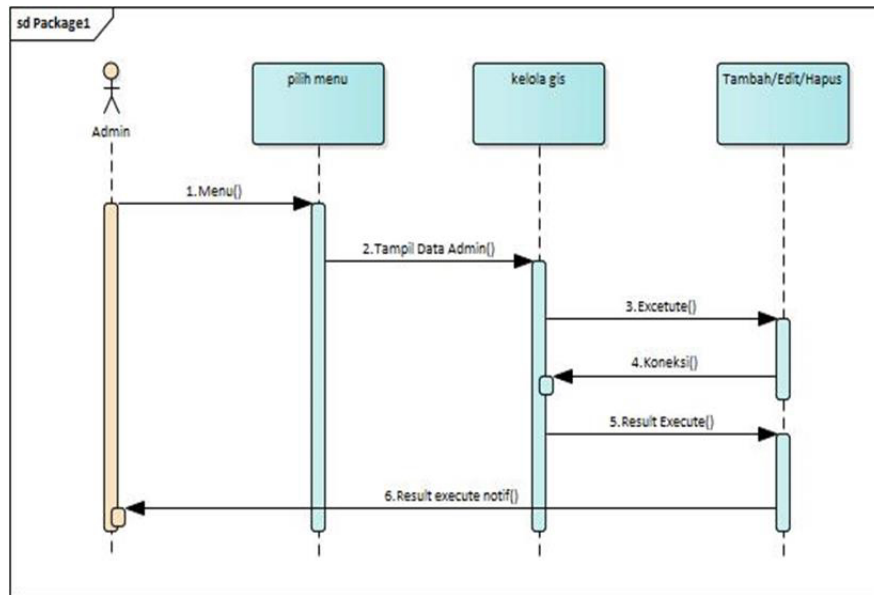 sd Package1
pilih menu
kelola gis
Tambah/Edit/Hapus
Admin
1.Menu()
2.Tampil Data Admin()
3.Excetute()
4.Koneksi()
5.Result Execute()
6.Result execute notif()